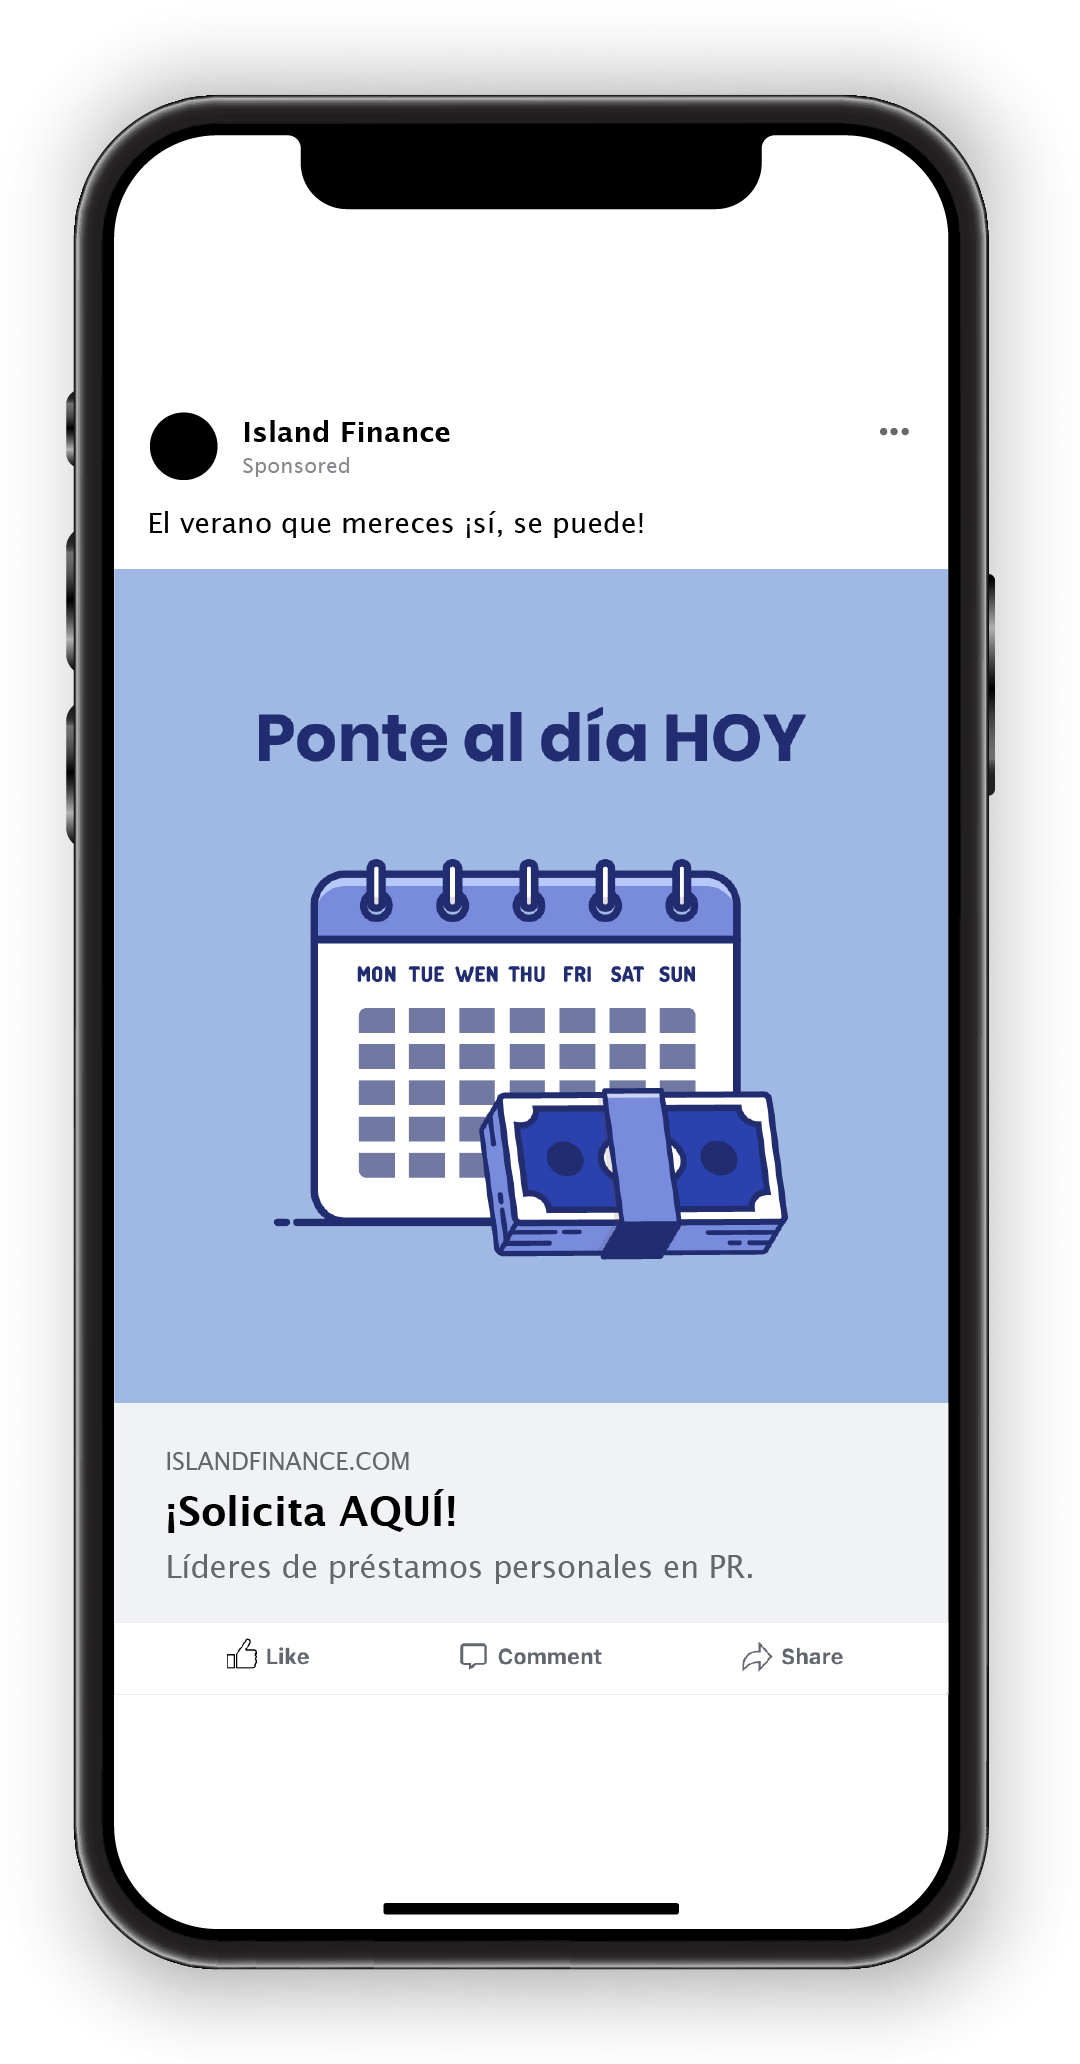 Island Finance
Sponsored
El verano que mereces ¡sí, se puede!
Ponte al día HOY
MON TUE WEN THU FRI SAT SUN
ISLANDFINANCE.COM
¡Solicita AQUÍ!
Líderes de préstamos personales en PR.
Like Comment Share